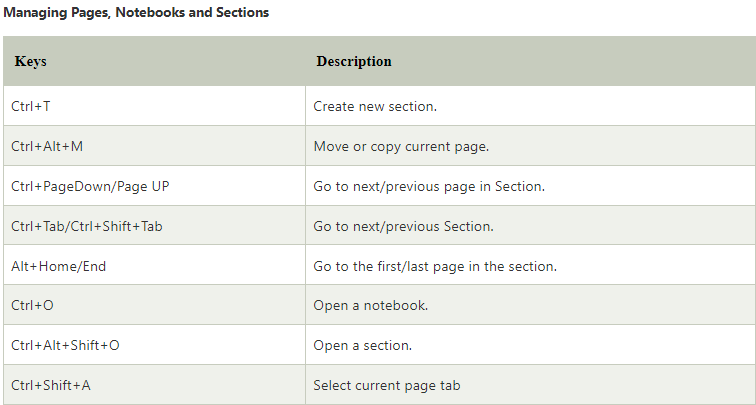 Managing Pages, Notebooks and Sections
Keys Description
Ctrl+T Create new section.
Ctrl+Alt+M Move or copy current page.
Ctrl+PageDown/Page UP Go to next/previous page in Section.
Ctrl+Tab/Ctrl+Shift+Tab Go to next/previous Section.
Alt+Home/End Go to the first/last page in the section.
Ctrl+O Open a notebook.
Ctrl+Alt+Shift+O Open a section.
Ctrl+Shift+A Select current page tab